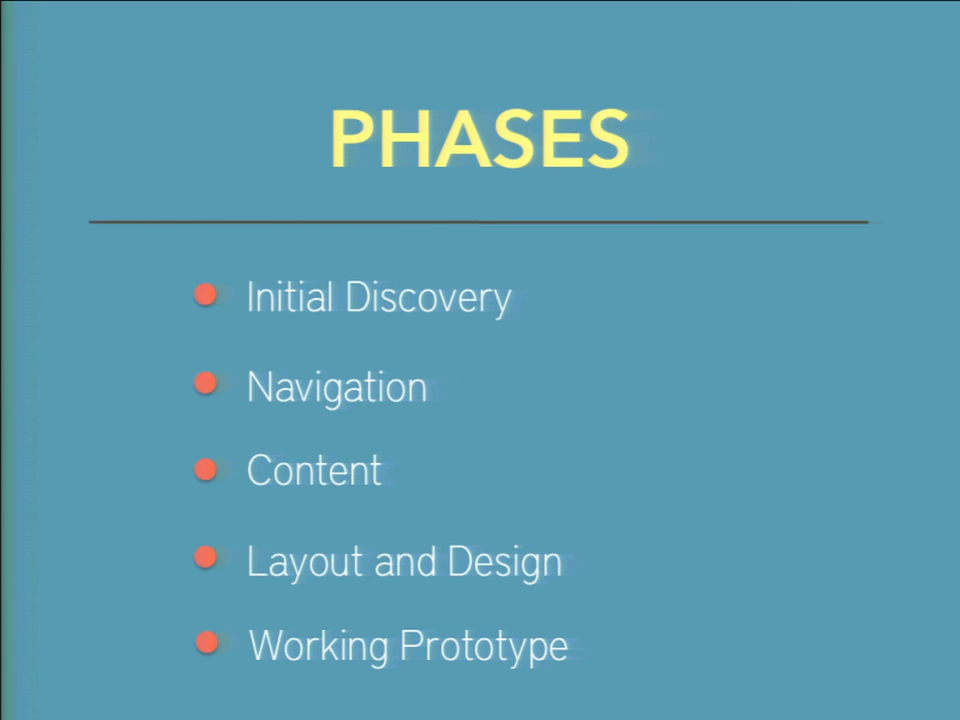 PHASES
Initial Discovery
Navigation
Content
Layout and Design
Working Prototype